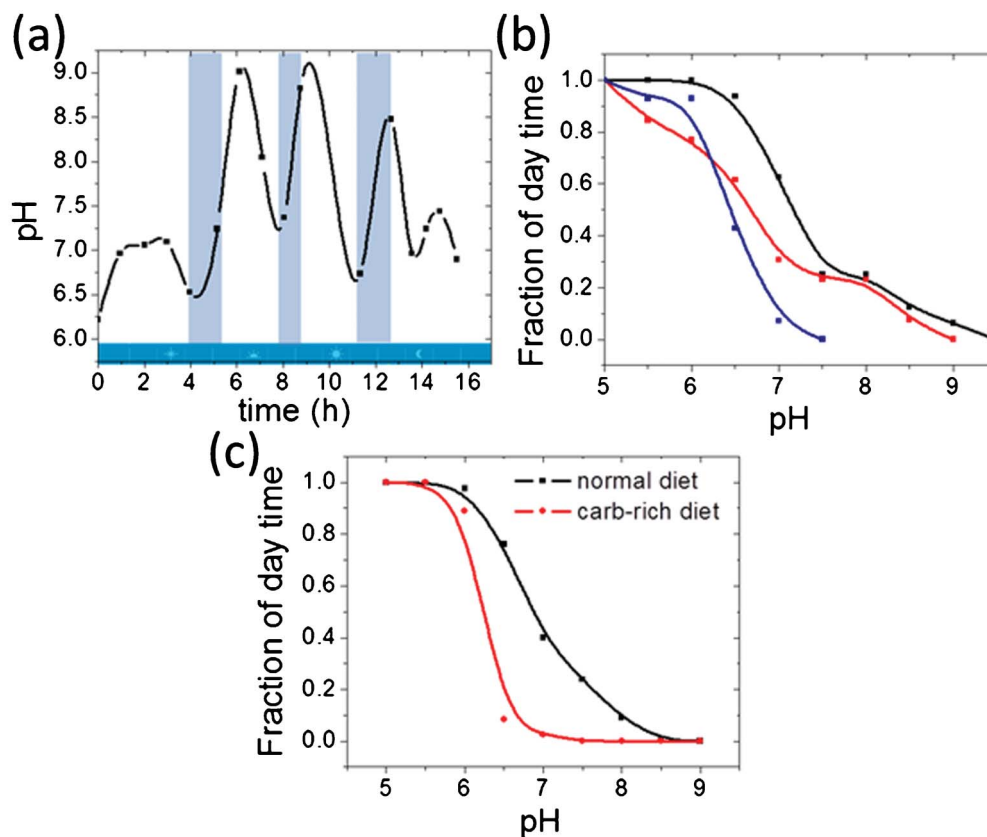 (a)
pH
9.0
8.5
8.0
7.5
7.0
6.5
6.0
0 2 4 6 8 10 12 14 16
time (h)
(b)
Fraction of day time
1.0
0.8
0.6
0.4
0.2
0.0
5 6 7 8 9
pH
(c)
Fraction of day time
1.0
0.8
0.6
0.4
0.2
0.0
normal diet
carb-rich diet
5 6 7 8 9
pH